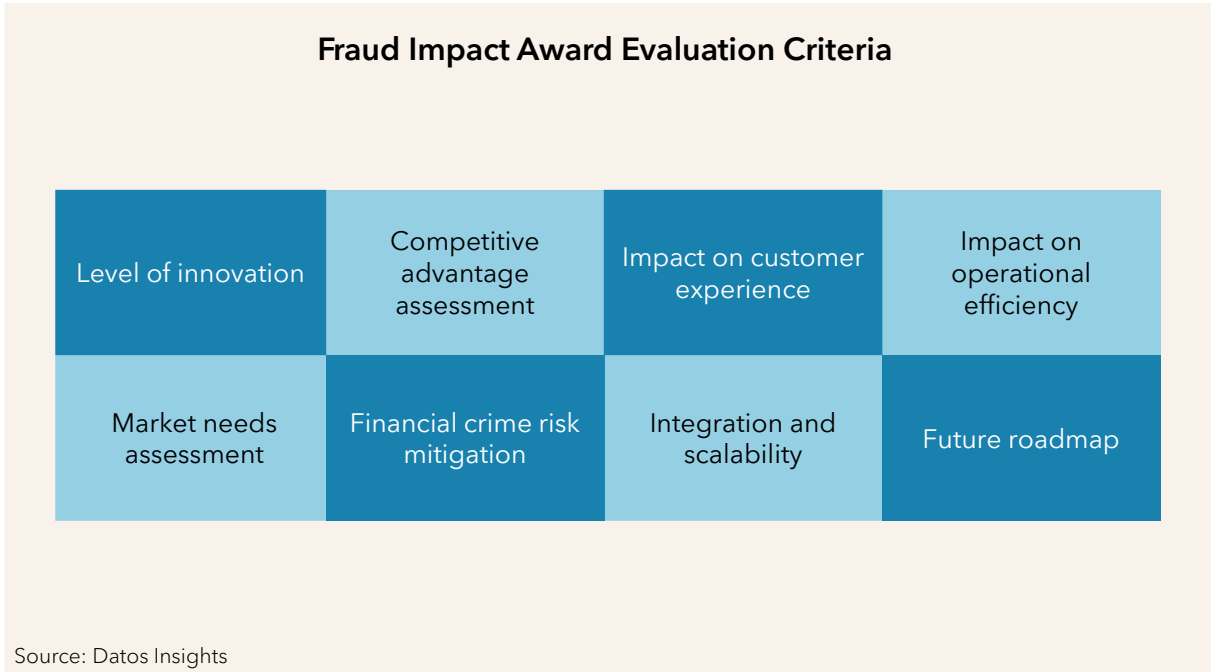 Fraud Impact Award Evaluation Criteria
Level of innovation
Competitive
advantage
assessment
Impact on customer
experience
Impact on
operational
efficiency
Market needs
assessment
Financial crime risk
mitigation
Integration and
scalability
Future roadmap
Source: Datos Insights